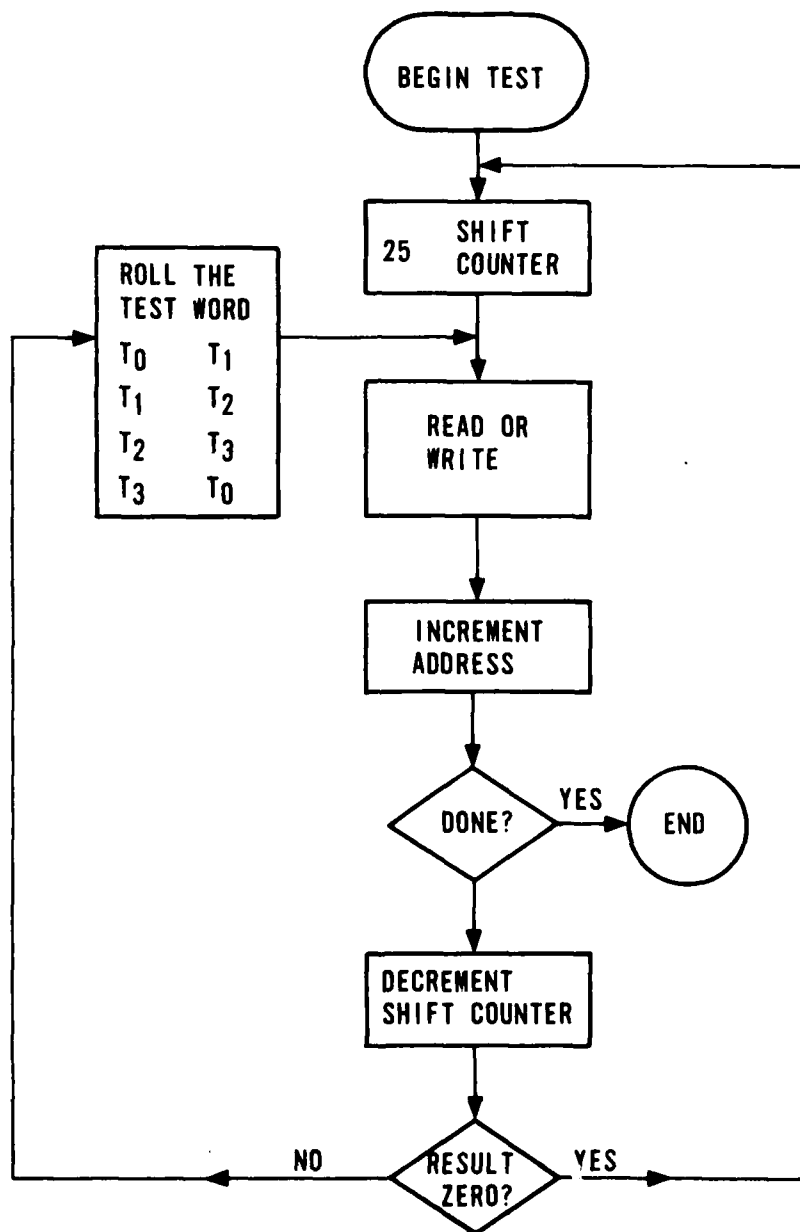 BEGIN TEST
25 SHIFT
COUNTER
ROLL THE
TEST WORD
T0 T1
T1 T2
T2 T3
T3 T0
READ OR
WRITE
INCREMENT
ADDRESS
DONE?
YES
END
DECREMENT
SHIFT COUNTER
NO
RESULT
ZERO?
YES